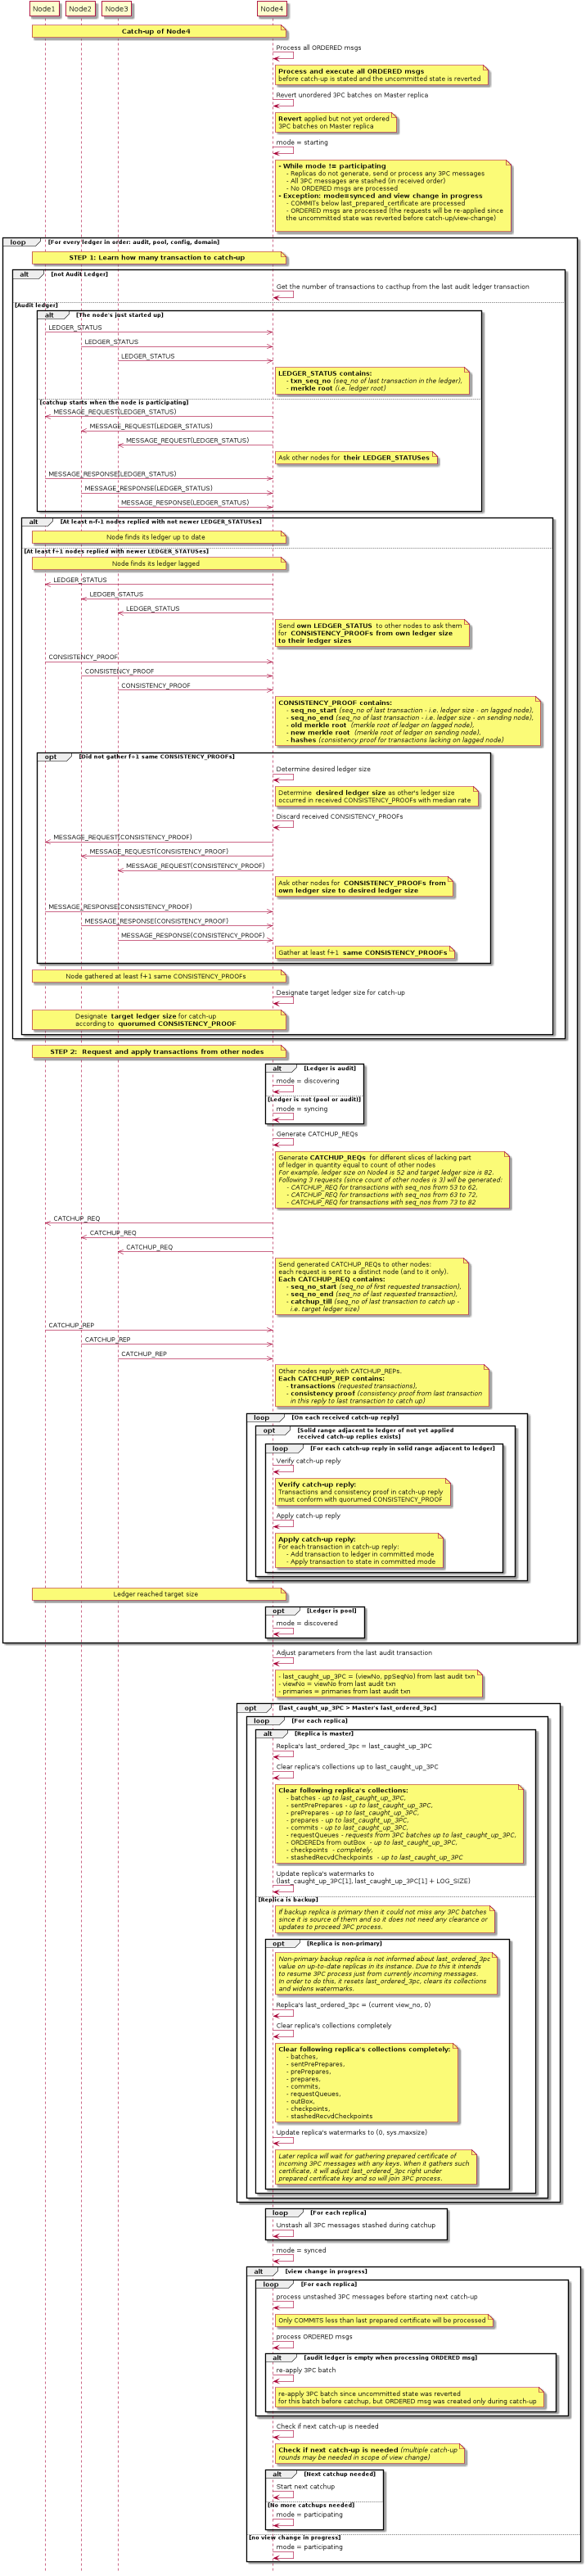 Node1 Node2 Node3 Node4
Catch-up of Node4
Process all ORDERED msgs
Process and execute all ORDERED msgs
before catch-up is stated and the uncommitted state is reverted
Revert unordered 3PC batches on Master replica
Revert applied but not yet ordered
3PC batches on Master replica
mode = starting
- While mode != participating
- Replicas do not generate, send or process any 3PC messages
- All 3PC messages are stashed (in received order)
- No ORDERED msgs are processed
- Exception: mode=synced and view change in progress
- COMMITs below last_prepared_certificate are processed
- ORDERED msgs are processed (the requests will be re-applied since
the uncommitted state was reverted before catch-up/view-change)
loop [For every ledger in order: audit, pool, config, domain]
STEP 1: Learn how many transaction to catch-up
alt [not Audit Ledger]
Get the number of transactions to cacthup from the last audit ledger transaction
[Audit ledger]
alt [The node's just started up]
LEDGER_STATUS
LEDGER_STATUS
LEDGER_STATUS
LEDGER_STATUS contains:
- txn_seq_no (seq_no of last transaction in the ledger),
- merkle root (i.e. ledger root)
[catchup starts when the node is participating]
MESSAGE_REQUEST(LEDGER_STATUS)
MESSAGE_REQUEST(LEDGER_STATUS)
MESSAGE_REQUEST(LEDGER_STATUS)
Ask other nodes for their LEDGER_STATUSes
MESSAGE_RESPONSE(LEDGER_STATUS)
MESSAGE_RESPONSE(LEDGER_STATUS)
MESSAGE_RESPONSE(LEDGER_STATUS)
alt [At least n-f-1 nodes replied with not newer LEDGER_STATUSes]
Node finds its ledger up to date
[At least f+1 nodes replied with newer LEDGER_STATUSes]
Node finds its ledger lagged
LEDGER_STATUS
LEDGER_STATUS
LEDGER_STATUS
Send own LEDGER_STATUS to other nodes to ask them
for CONSISTENCY_PROOFs from own ledger size
to their ledger sizes
CONSISTENCY_PROOF
CONSISTENCY_PROOF
CONSISTENCY_PROOF
CONSISTENCY_PROOF contains:
- seq_no_start (seq_no of last transaction - i.e. ledger size - on lagged node),
- seq_no_end (seq_no of last transaction - i.e. ledger size - on sending node),
- old merkle root (merkle root of ledger on lagged node),
- new merkle root (merkle root of ledger on sending node),
- hashes (consistency proof for transactions lacking on lagged node)
opt [Did not gather f+1 same CONSISTENCY_PROOFs]
Determine desired ledger size
Determine desired ledger size as other's ledger size
occurred in received CONSISTENCY_PROOFs with median rate
Discard received CONSISTENCY_PROOFs
MESSAGE_REQUEST(CONSISTENCY_PROOF)
MESSAGE_REQUEST(CONSISTENCY_PROOF)
MESSAGE_REQUEST(CONSISTENCY_PROOF)
Ask other nodes for CONSISTENCY_PROOFs from
own ledger size to desired ledger size
MESSAGE_RESPONSE(CONSISTENCY_PROOF)
MESSAGE_RESPONSE(CONSISTENCY_PROOF)
MESSAGE_RESPONSE(CONSISTENCY_PROOF)
Gather at least f+1 same CONSISTENCY_PROOFs
Node gathered at least f+1 same CONSISTENCY_PROOFs
Designate target ledger size for catch-up
Designate target ledger size for catch-up
according to quorumed CONSISTENCY_PROOF
STEP 2: Request and apply transactions from other nodes
alt [Ledger is audit]
mode = discovering
[Ledger is not (pool or audit)]
mode = syncing
Generate CATCHUP_REQs
Generate CATCHUP_REQs for different slices of lacking part
of ledger in quantity equal to count of other nodes
For example, ledger size on Node4 is 52 and target ledger size is 82.
Following 3 requests (since count of other nodes is 3) will be generated:
- CATCHUP_REQ for transactions with seq_nos from 53 to 62,
- CATCHUP_REQ for transactions with seq_nos from 63 to 72,
- CATCHUP_REQ for transactions with seq_nos from 73 to 82
CATCHUP_REQ
CATCHUP_REQ
CATCHUP_REQ
Send generated CATCHUP_REQs to other nodes:
each request is sent to a distinct node (and to it only).
Each CATCHUP_REQ contains:
- seq_no_start (seq_no of first requested transaction),
- seq_no_end (seq_no of last requested transaction),
- catchup_till (seq_no of last transaction to catch up -
i.e. target ledger size)
CATCHUP_REP
CATCHUP_REP
CATCHUP_REP
Other nodes reply with CATCHUP_REPs.
Each CATCHUP_REP contains:
- transactions (requested transactions),
- consistency proof (consistency proof from last transaction
in this reply to last transaction to catch up)
loop [On each received catch-up reply]
opt [Solid range adjacent to ledger of not yet applied
received catch-up replies exists]
loop [For each catch-up reply in solid range adjacent to ledger]
Verify catch-up reply
Verify catch-up reply:
Transactions and consistency proof in catch-up reply
must conform with quorumed CONSISTENCY_PROOF
Apply catch-up reply
Apply catch-up reply:
For each transaction in catch-up reply:
- Add transaction to ledger in committed mode
- Apply transaction to state in committed mode
Ledger reached target size
opt [Ledger is pool]
mode = discovered
Adjust parameters from the last audit transaction
- last_caught_up_3PC = (viewNo, ppSeqNo) from last audit txn
- viewNo = viewNo from last audit txn
- primaries = primaries from last audit txn
opt [last_caught_up_3PC > Master's last_ordered_3pc]
loop [For each replica]
alt [Replica is master]
Replica's last_ordered_3pc = last_caught_up_3PC
Clear replica's collections up to last_caught_up_3PC
Clear following replica's collections:
- batches - up to last_caught_up_3PC,
- sentPrePrepares - up to last_caught_up_3PC,
- prePrepares - up to last_caught_up_3PC,
- prepares - up to last_caught_up_3PC,
- commits - up to last_caught_up_3PC,
- requestQueues - requests from 3PC batches up to last_caught_up_3PC,
- ORDEREDs from outBox - up to last_caught_up_3PC,
- checkpoints - completely,
- stashedRecvdCheckpoints - up to last_caught_up_3PC
Update replica's watermarks to
(last_caught_up_3PC[1], last_caught_up_3PC[1] + LOG_SIZE)
[Replica is backup]
If backup replica is primary then it could not miss any 3PC batches
since it is source of them and so it does not need any clearance or
updates to proceed 3PC process.
opt [Replica is non-primary]
Non-primary backup replica is not informed about last_ordered_3pc
value on up-to-date replicas in its instance. Due to this it intends
to resume 3PC process just from currently incoming messages.
In order to do this, it resets last_ordered_3pc, clears its collections
and widens watermarks.
Replica's last_ordered_3pc = (current view_no, 0)
Clear replica's collections completely
Clear following replica's collections completely:
- batches,
- sentPrePrepares,
- prePrepares,
- prepares,
- commits,
- requestQueues,
- outBox,
- checkpoints,
- stashedRecvdCheckpoints
Update replica's watermarks to (0, sys.maxsize)
Later replica will wait for gathering prepared certificate of
incoming 3PC messages with any keys. When it gathers such
certificate, it will adjust last_ordered_3pc right under
prepared certificate key and so will join 3PC process.
loop [For each replica]
Unstash all 3PC messages stashed during catchup
mode = synced
alt [view change in progress]
loop [For each replica]
process unstashed 3PC messages before starting next catch-up
Only COMMITS less than last prepared certificate will be processed
process ORDERED msgs
alt [audit ledger is empty when processing ORDERED msg]
re-apply 3PC batch
re-apply 3PC batch since uncommitted state was reverted
for this batch before catchup, but ORDERED msg was created only during catch-up
Check if next catch-up is needed
Check if next catch-up is needed (multiple catch-up
rounds may be needed in scope of view change)
alt [Next catchup needed]
Start next catchup
[No more catchups needed]
mode = participating
[no view change in progress]
mode = participating